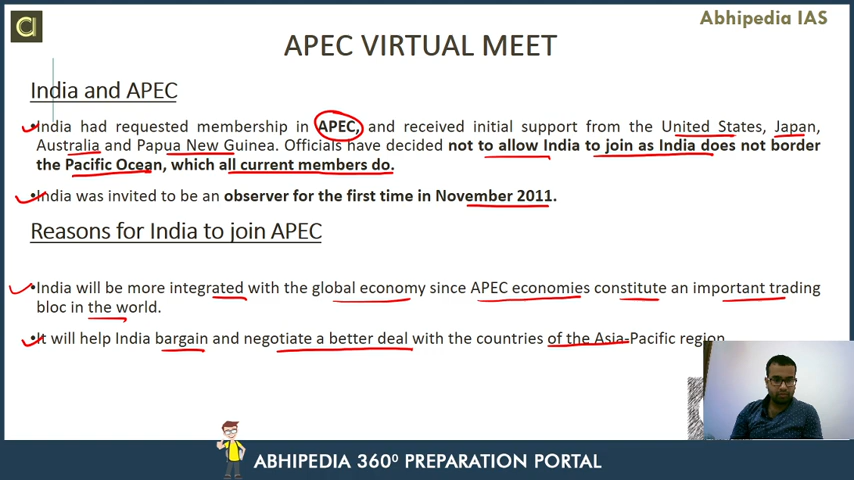 Abhipedia IAS
APEC VIRTUAL MEET
India and APEC
•India had requested membership in APEC, and received initial support from the United States, Japan,
Australia and Papua New Guinea. Officials have decided not to allow India to join as India does not border
the Pacific Ocean, which all current members do.
•India was invited to be an observer for the first time in November 2011.
Reasons for India to join APEC
•India will be more integrated with the global economy since APEC economies constitute an important trading
bloc in the world.
•It will help India bargain and negotiate a better deal with the countries of the Asia-Pacific region.
ABHIPEDIA 360⁰ PREPARATION PORTAL